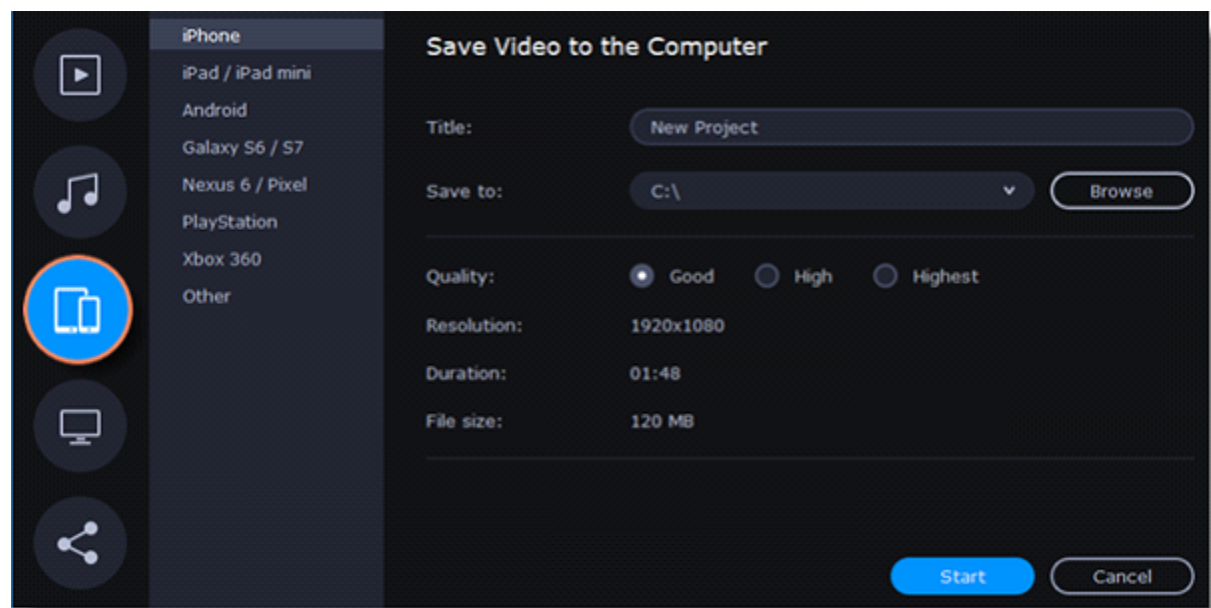 iPhone
iPad / iPad mini
Android
Galaxy S6 / S7
Nexus 6 / Pixel
PlayStation
Xbox 360
Other
Save Video to the Computer
Title: New Project
Save to: C:\ Browse
Quality: Good High Highest
Resolution: 1920x1080
Duration: 01:48
File size: 120 MB
Start Cancel